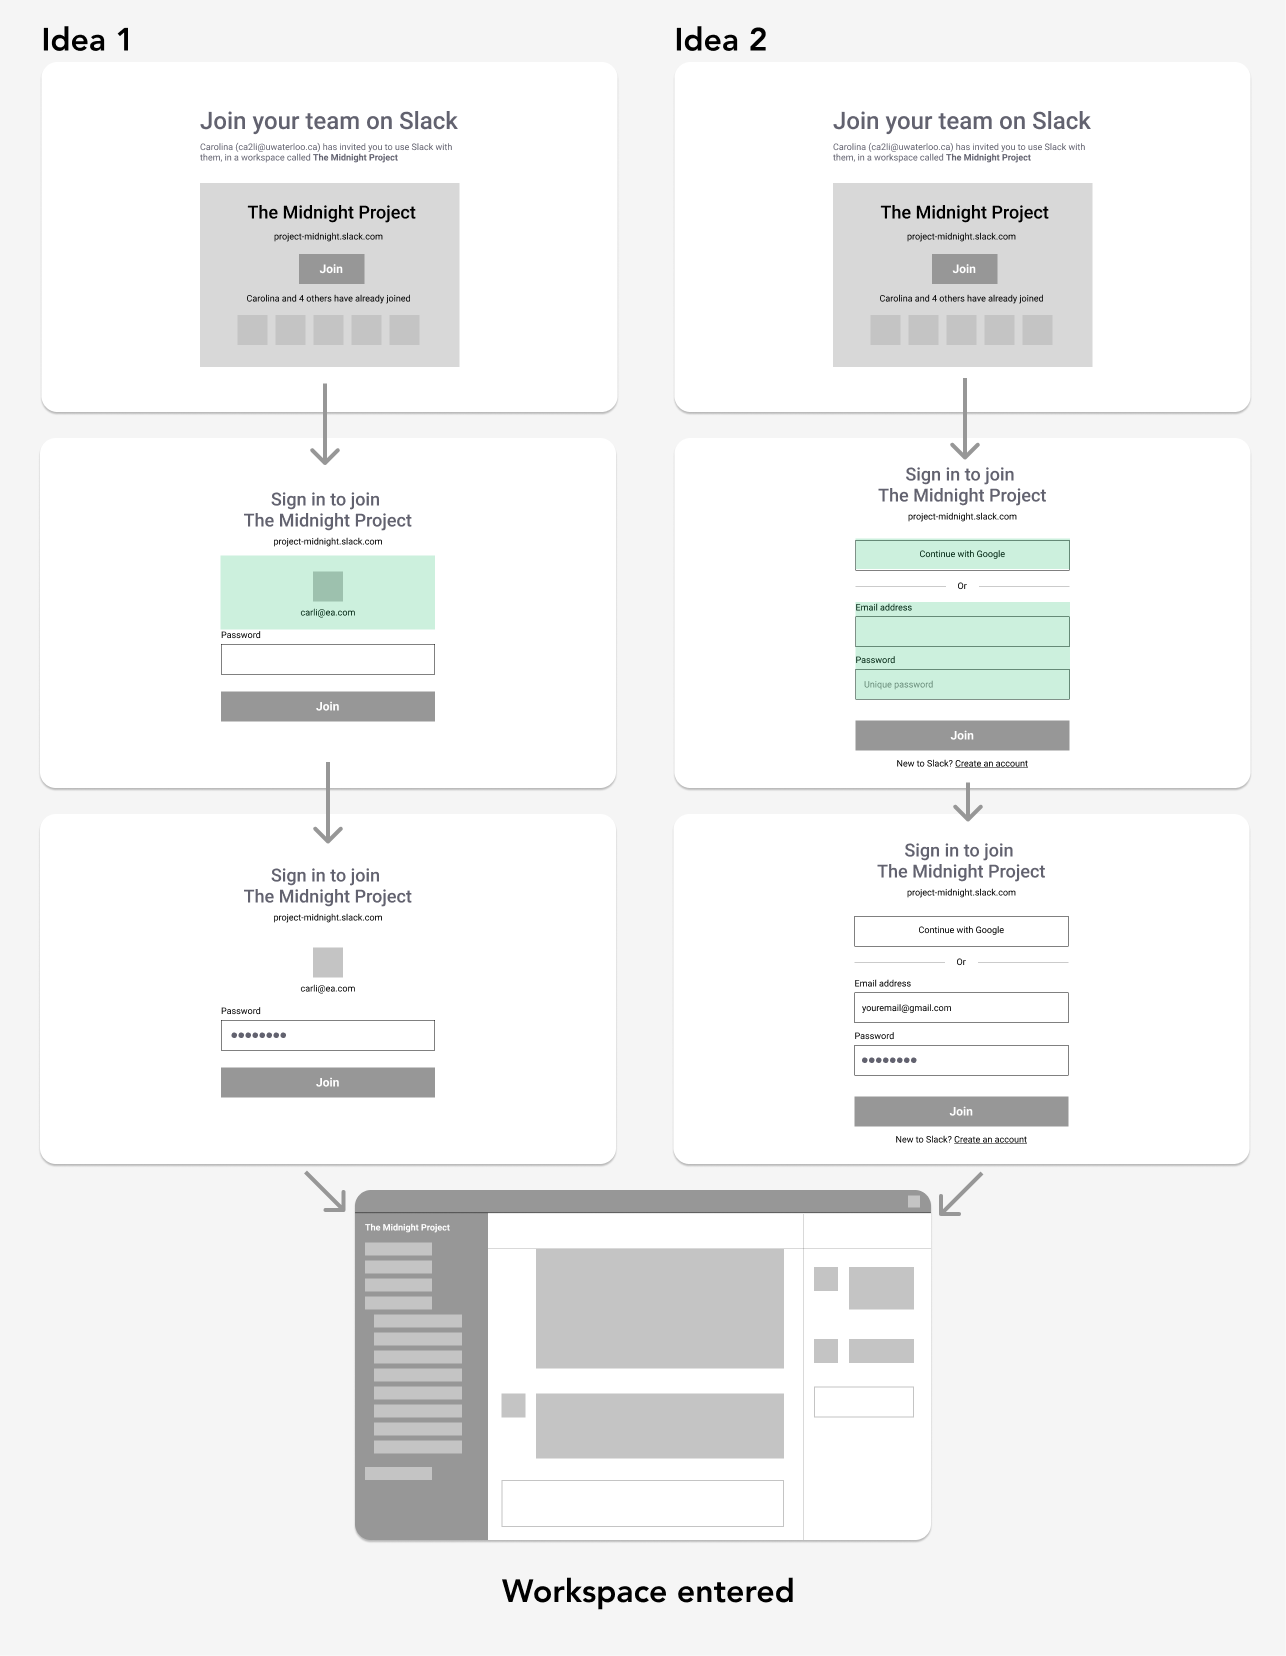 Idea 1
Join your team on Slack
Carolina (ca2li@uwaterloo.ca) has invited you to use Slack with
them, in a workspace called The Midnight Project
The Midnight Project
project-midnight.slack.com
Join
Carolina and 4 others have already joined
Sign in to join
The Midnight Project
project-midnight.slack.com
carli@ea.com
Password
Join
Sign in to join
The Midnight Project
project-midnight.slack.com
carli@ea.com
Password
Join
Idea 2
Join your team on Slack
Carolina (ca2li@uwaterloo.ca) has invited you to use Slack with
them, in a workspace called The Midnight Project
The Midnight Project
project-midnight.slack.com
Join
Carolina and 4 others have already joined
Sign in to join
The Midnight Project
project-midnight.slack.com
Continue with Google
Or
Email address
Password
Unique password
Join
New to Slack? Create an account
Sign in to join
The Midnight Project
project-midnight.slack.com
Continue with Google
Or
Email address
youremail@gmail.com
Password
Join
New to Slack? Create an account
The Midnight Project
Workspace entered